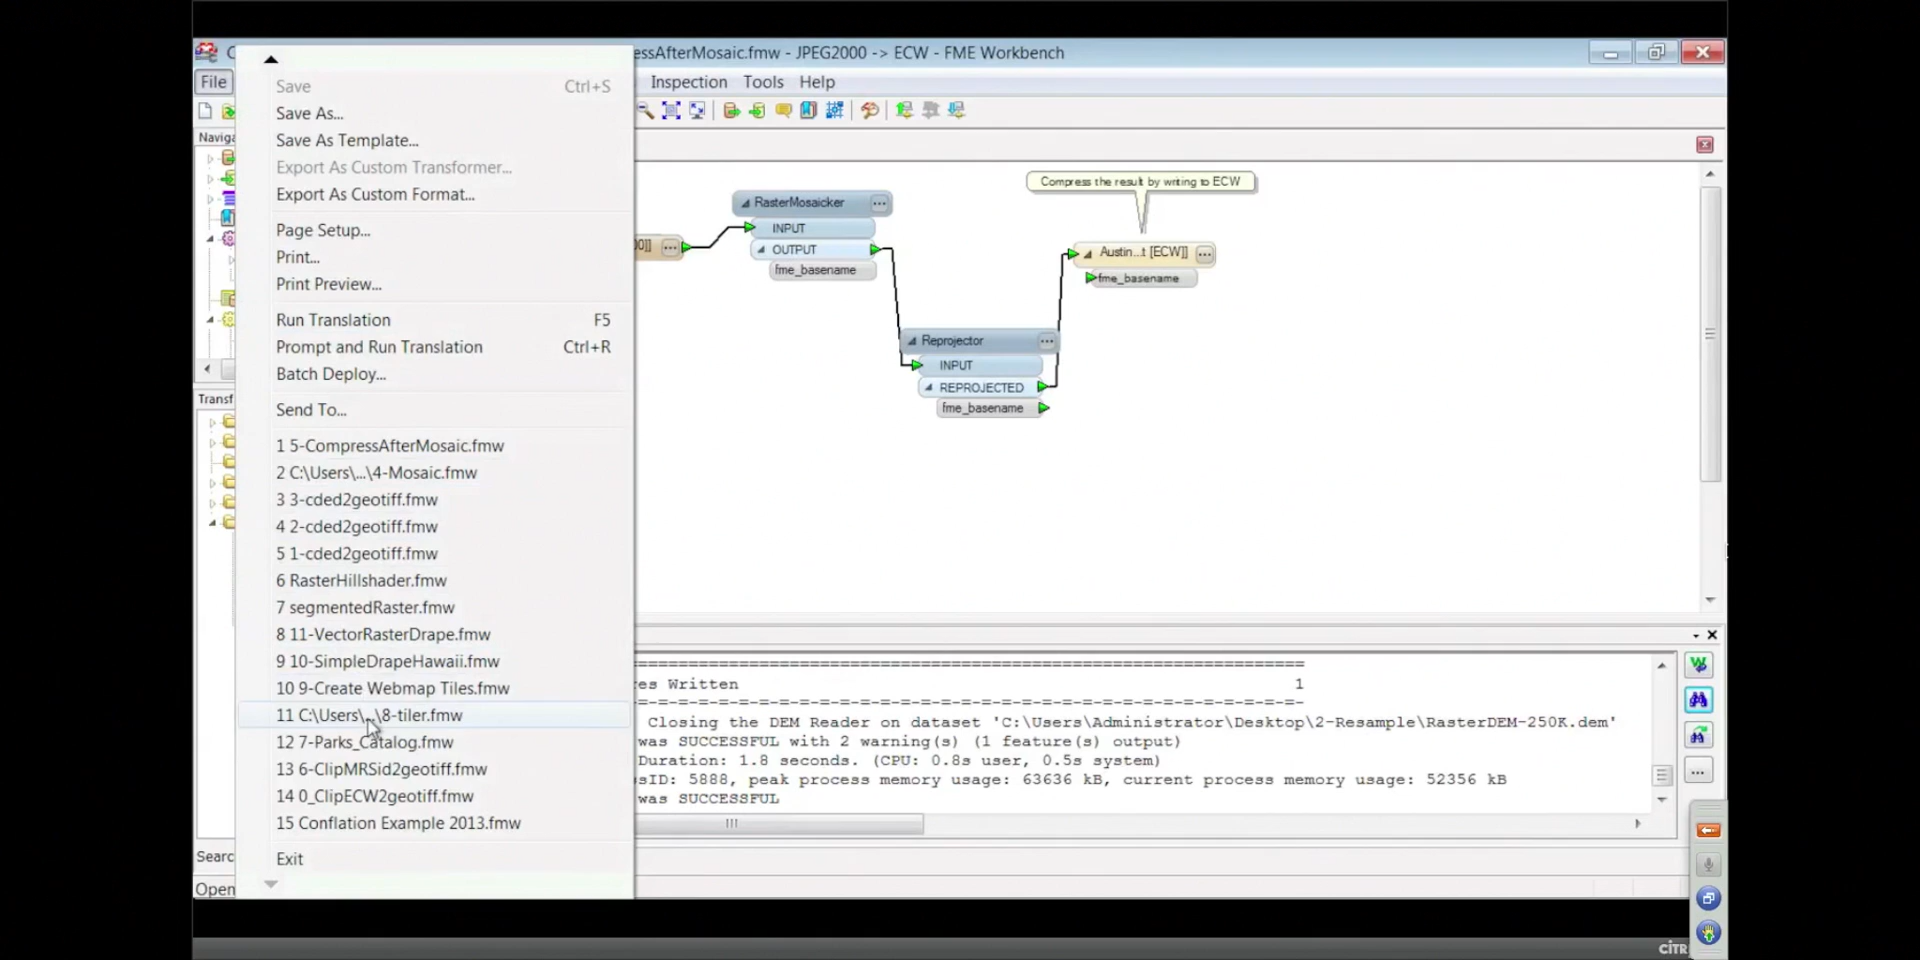 essAfterMosaic.fmw - JPEG2000 -> ECW - FME Workbench
File
Inspection Tools Help
Naviga
Save Ctrl+S
Save As...
Save As Template...
Export As Custom Transformer...
Export As Custom Format...
Page Setup...
Print...
Print Preview...
Run Translation F5
Prompt and Run Translation Ctrl+R
Batch Deploy...
Send To...
1 5-CompressAfterMosaic.fmw
2 C:\Users\...\4-Mosaic.fmw
3 3-cded2geotiff.fmw
4 2-cded2geotiff.fmw
5 1-cded2geotiff.fmw
6 RasterHillshader.fmw
7 segmentedRaster.fmw
8 11-VectorRasterDrape.fmw
9 10-SimpleDrapeHawaii.fmw
10 9-Create Webmap Tiles.fmw
11 C:\Users\...\8-tiler.fmw
12 7-Parks_Catalog.fmw
13 6-ClipMRSid2geotiff.fmw
14 0_ClipECW2geotiff.fmw
15 Conflation Example 2013.fmw
Exit
Transf
Searc
Open
0]]
RasterMosaicker
INPUT
OUTPUT
fme_basename
Reprojector
INPUT
REPROJECTED
fme_basename
Compress the result by writing to ECW
Austin...t [ECW]]
fme_basename
es Written 1
Closing the DEM Reader on dataset 'C:\Users\Administrator\Desktop\2-Resample\RasterDEM-250K.dem'
was SUCCESSFUL with 2 warning(s) (1 feature(s) output)
Duration: 1.8 seconds. (CPU: 0.8s user, 0.5s system)
sID: 5888, peak process memory usage: 63636 kB, current process memory usage: 52356 kB
was SUCCESSFUL
CİTR